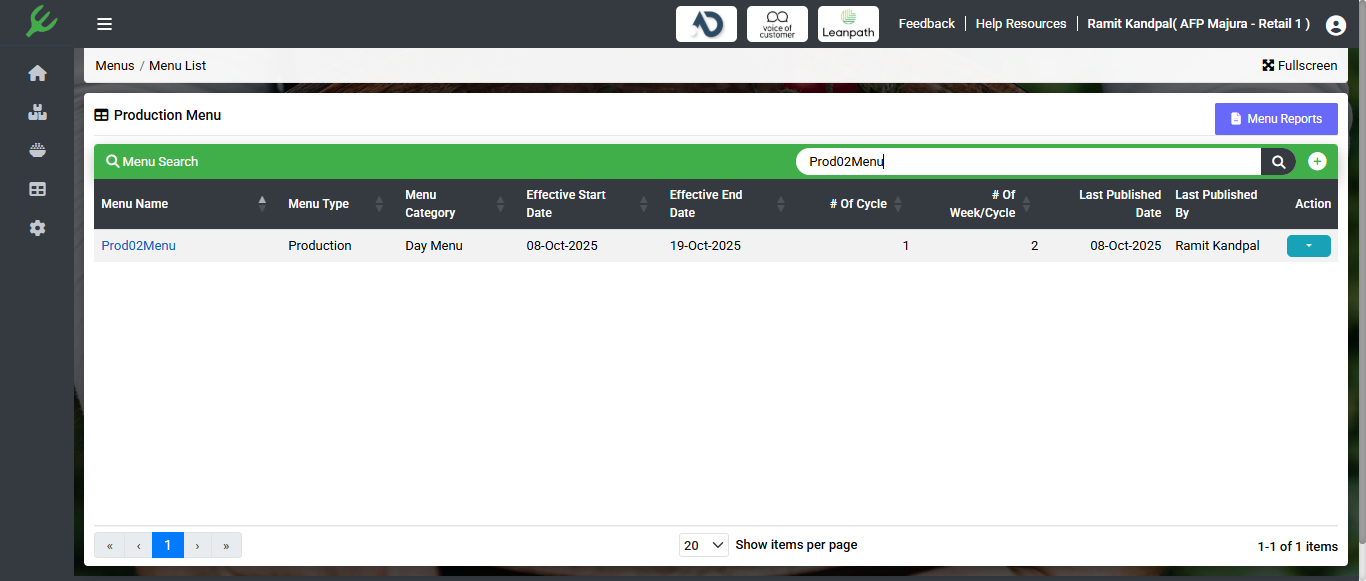 voice of
customer
Leanpath
Feedback Help Resources Ramit Kandpal( AFP Majura - Retail 1 )
Menus / Menu List
Fullscreen
Production Menu
Menu Reports
Menu Search
Prod02Menu
Menu Name
Menu Type
Menu
Category
Effective Start
Date
Effective End
Date
# Of Cycle
# Of
Week/Cycle
Last Published
Date
Last Published
By
Action
Prod02Menu Production Day Menu 08-Oct-2025 19-Oct-2025 1 2 08-Oct-2025 Ramit Kandpal
« ‹ 1 › »
20 Show items per page
1-1 of 1 items